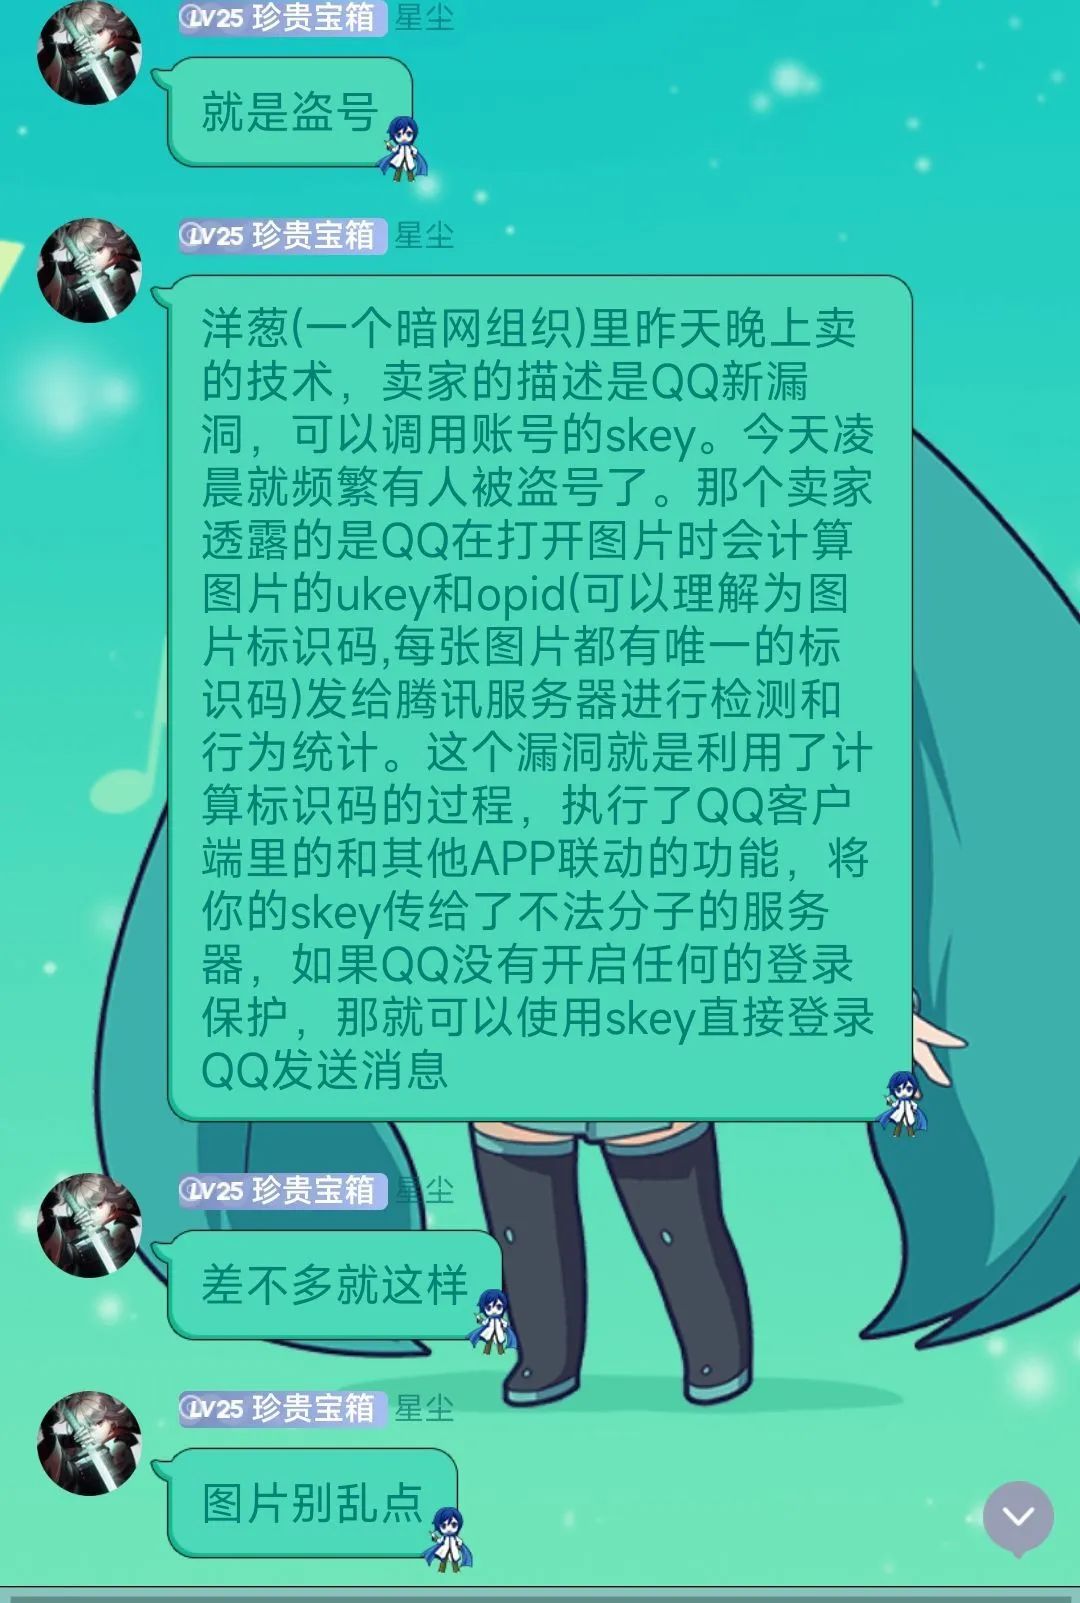 LV25 珍贵宝箱 星尘
就是盗号
LV25 珍贵宝箱 星尘
洋葱(一个暗网组织)里昨天晚上卖
的技术，卖家的描述是QQ新漏
洞，可以调用账号的skey。今天凌
晨就频繁有人被盗号了。那个卖家
透露的是QQ在打开图片时会计算
图片的ukey和opid(可以理解为图
片标识码,每张图片都有唯一的标
识码)发给腾讯服务器进行检测和
行为统计。这个漏洞就是利用了计
算标识码的过程，执行了QQ客户
端里的和其他APP联动的功能，将
你的skey传给了不法分子的服务
器，如果QQ没有开启任何的登录
保护，那就可以使用skey直接登录
QQ发送消息
LV25 珍贵宝箱 星尘
差不多就这样
LV25 珍贵宝箱 星尘
图片别乱点